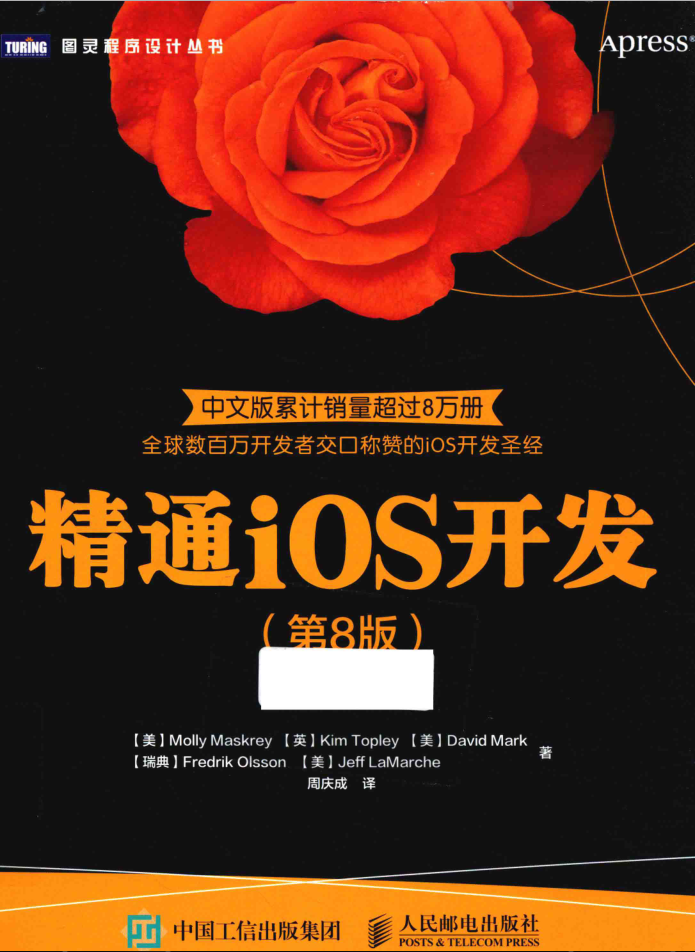 TURING 图灵程序设计丛书
Apress®
中文版累计销量超过8万册
全球数百万开发者交口称赞的iOS开发圣经
精通iOS开发
（第8版）
【美】Molly Maskrey 【英】Kim Topley 【美】David Mark
【瑞典】Fredrik Olsson 【美】Jeff LaMarche
著
周庆成 译
中国工信出版集团
人民邮电出版社
POSTS & TELECOM PRESS